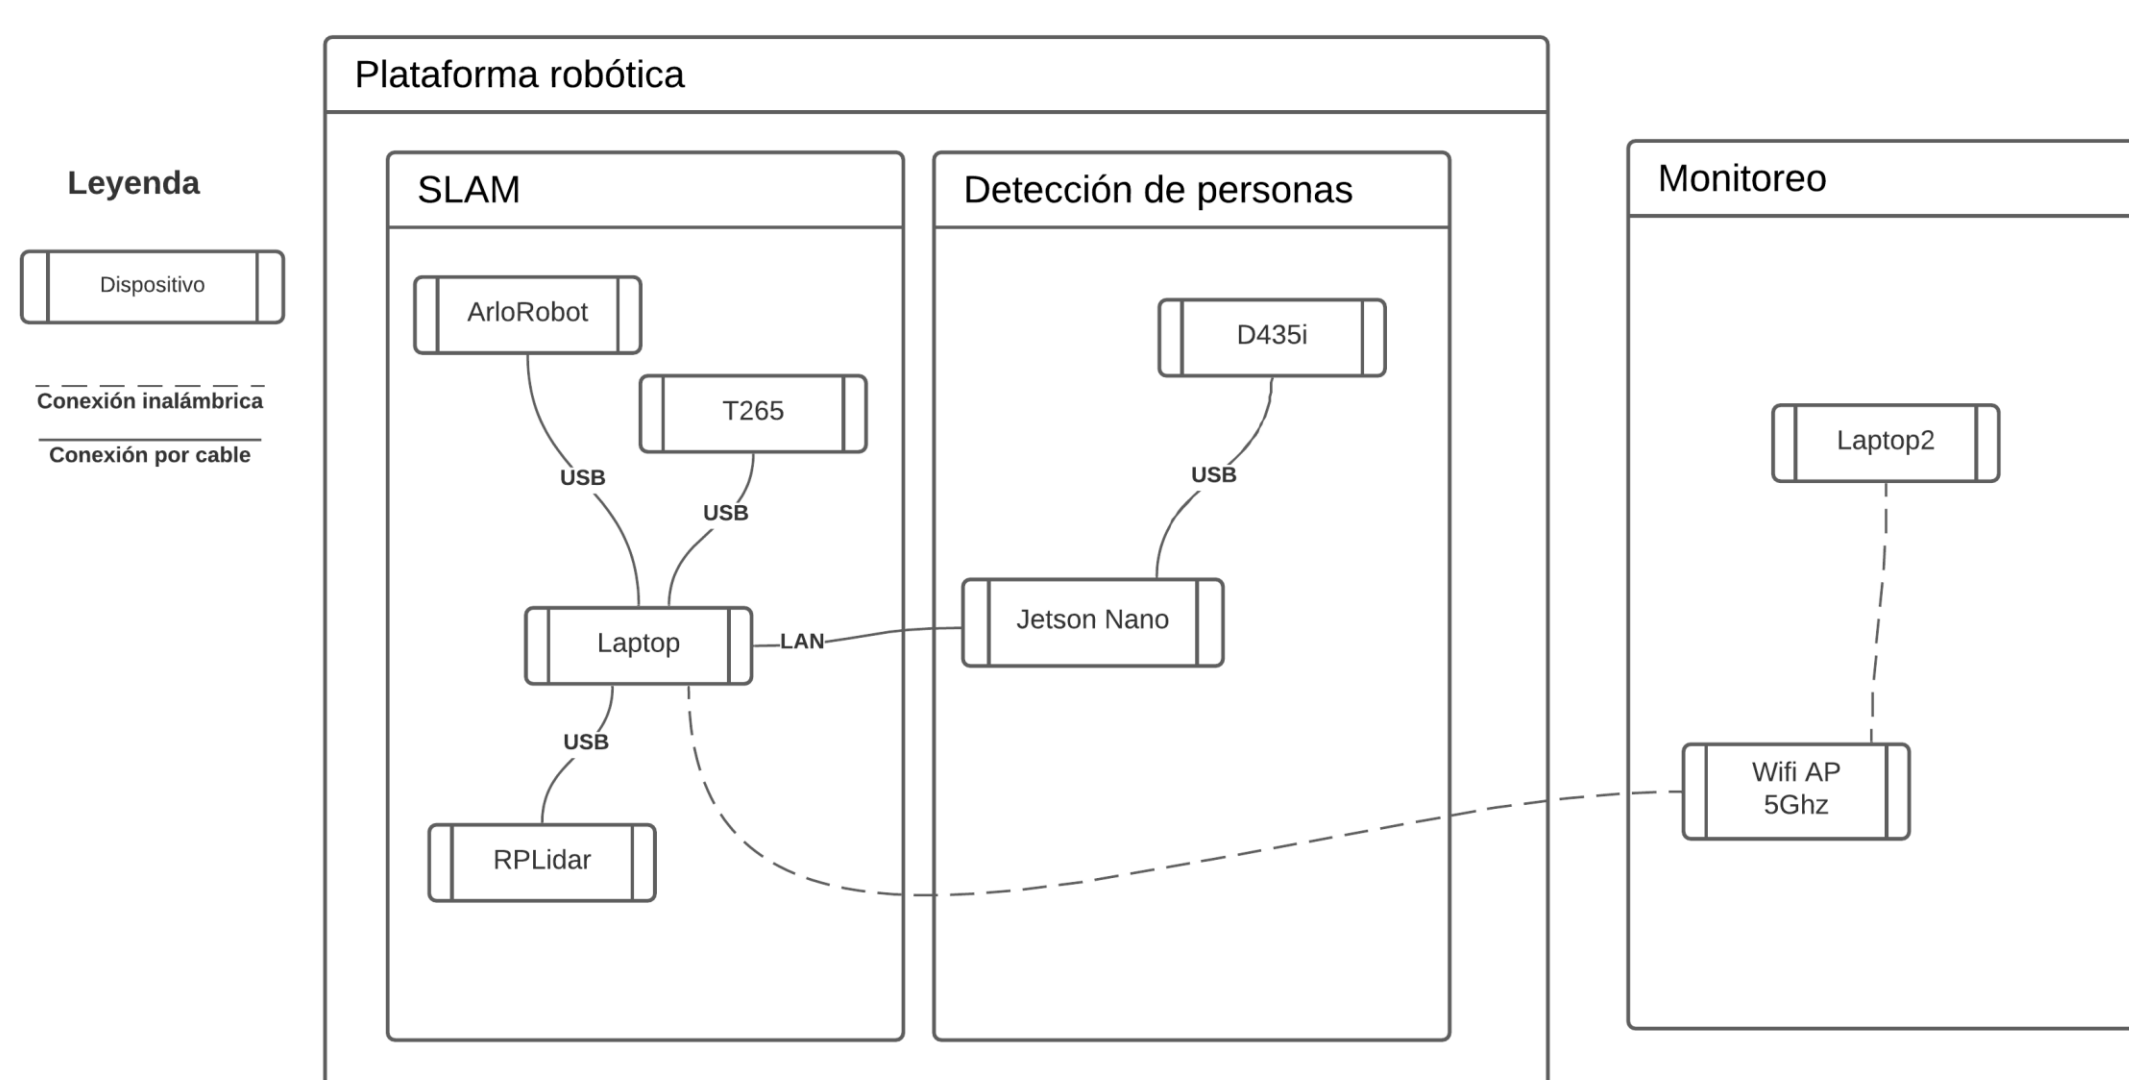 Plataforma robótica
Leyenda
Dispositivo
Conexión inalámbrica
Conexión por cable
SLAM
ArloRobot
T265
USB
USB
Laptop
LAN
USB
RPLidar
Detección de personas
D435i
USB
Jetson Nano
Monitoreo
Laptop2
Wifi AP
5Ghz